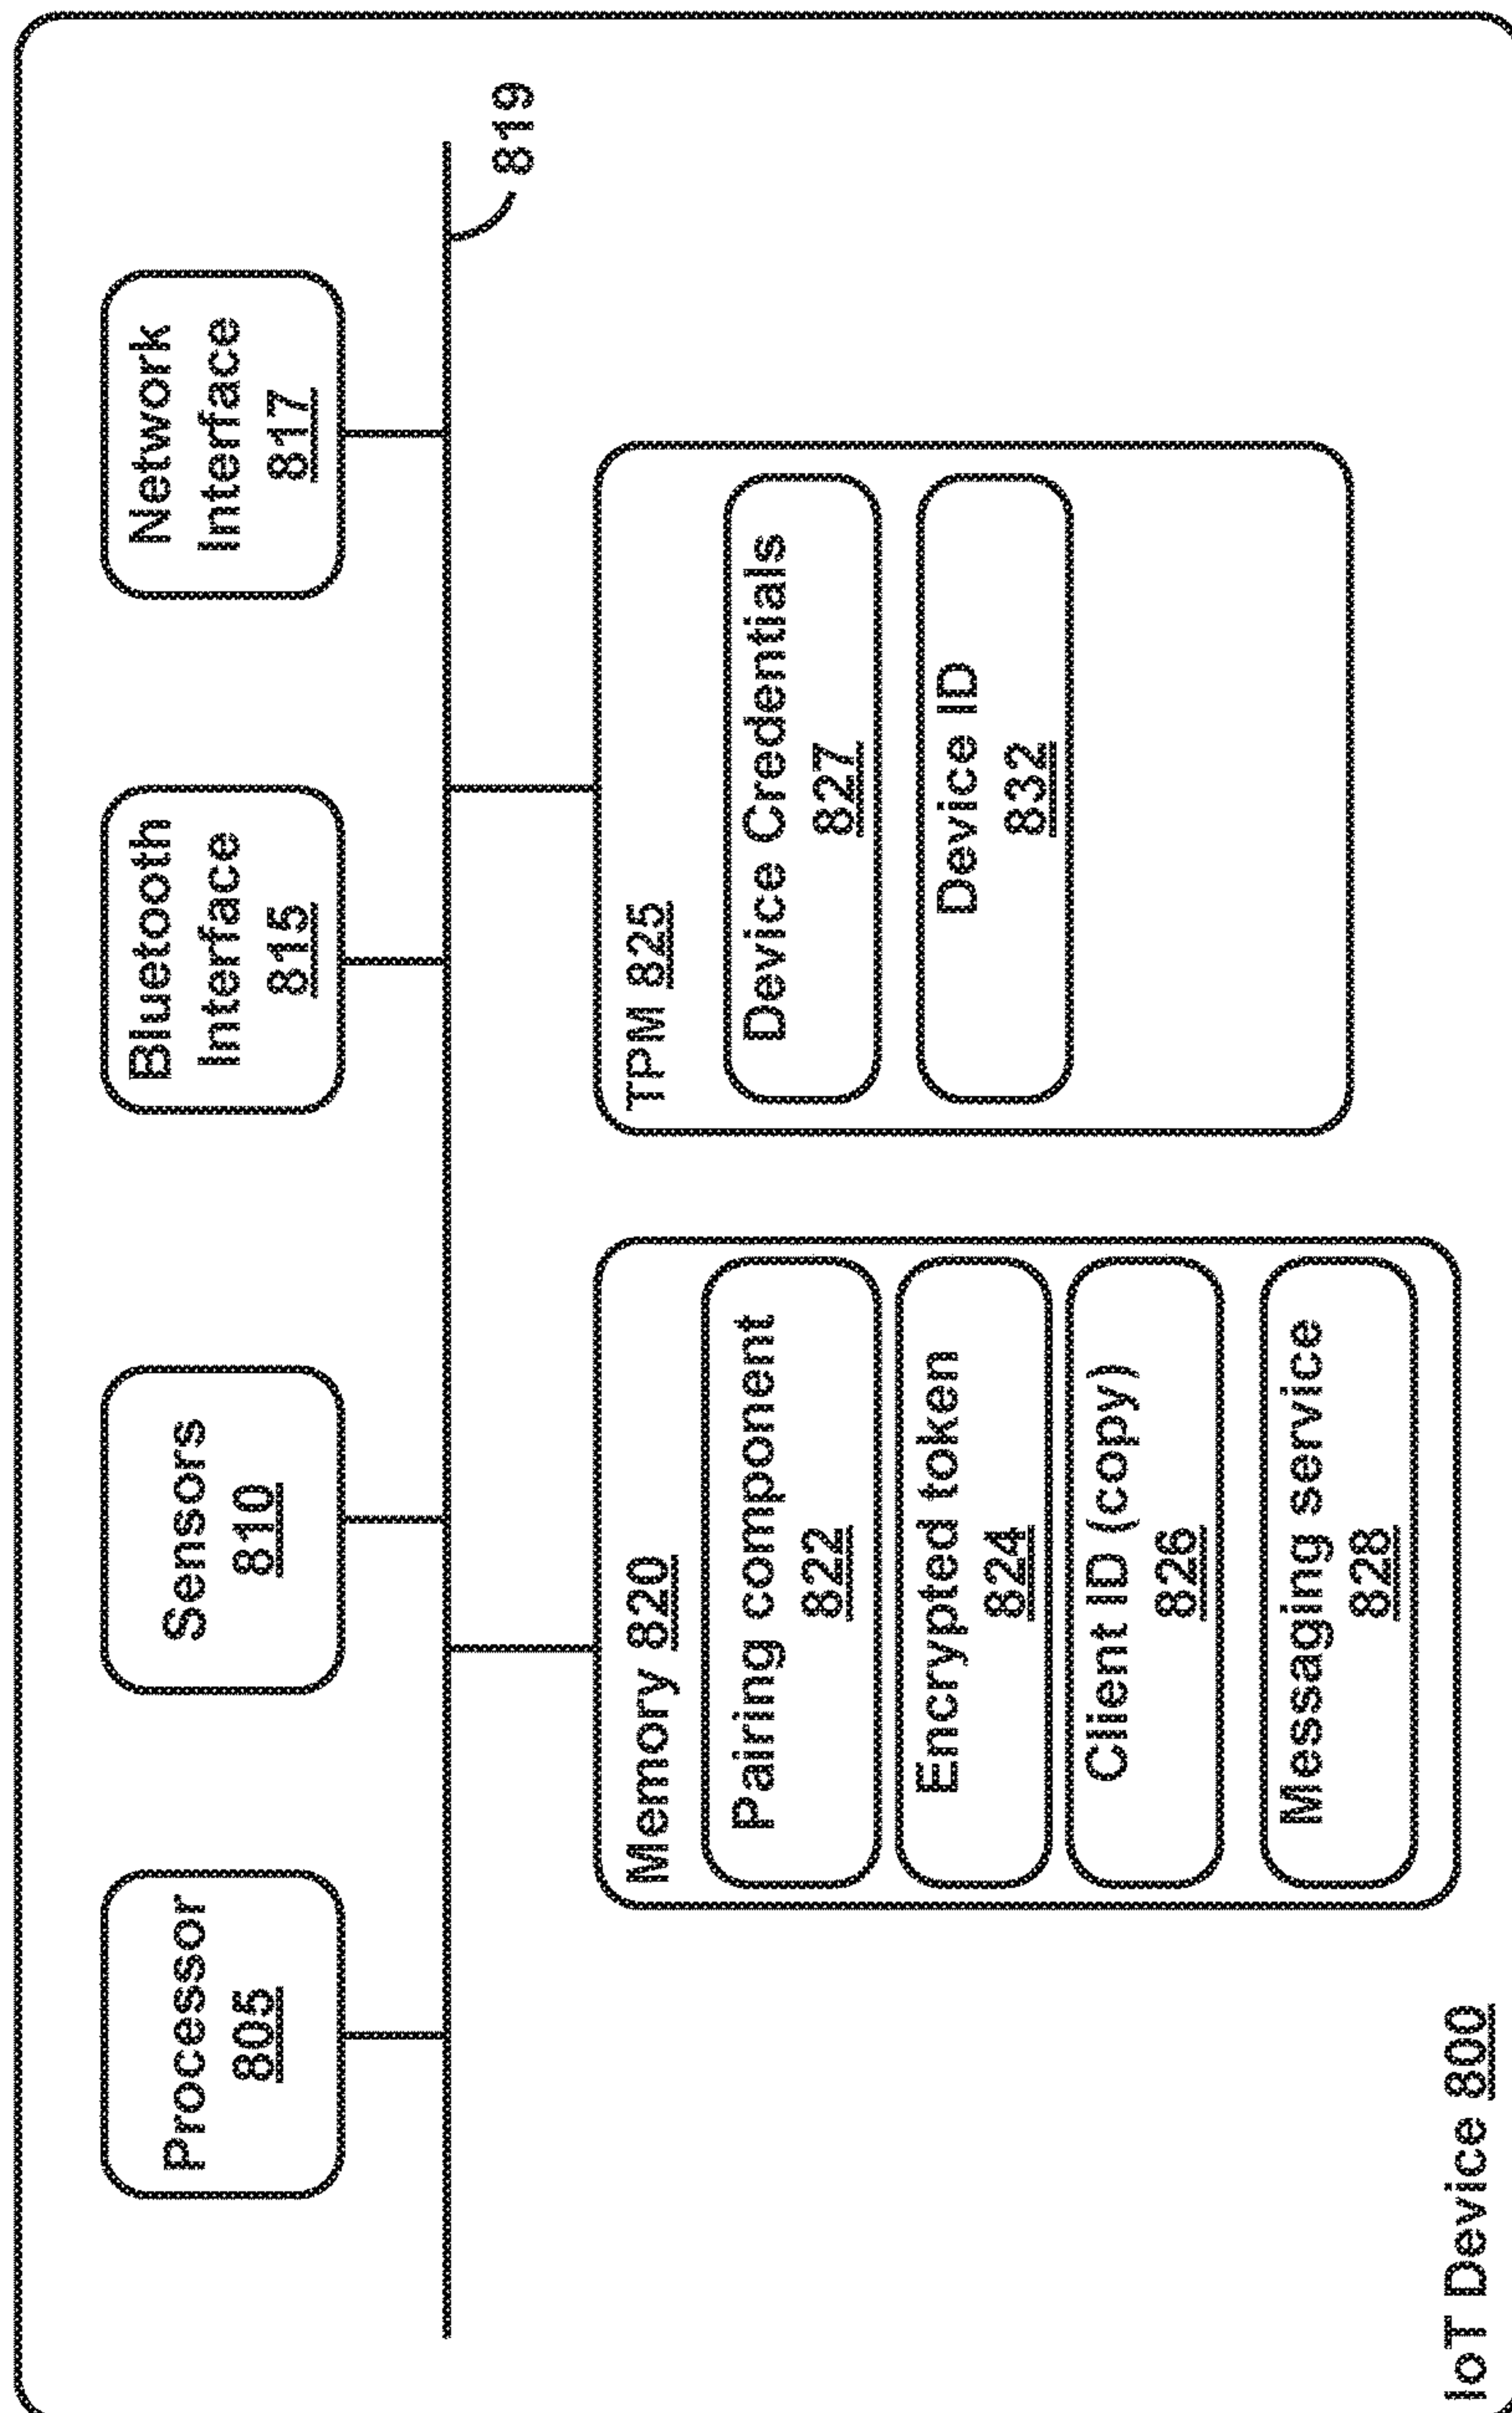 Processor
805
Sensors
810
Bluetooth
Interface
815
Network
Interface
817
819
Memory 820
Pairing component
822
Encrypted token
824
Client ID (copy)
826
Messaging service
828
TPM 825
Device Credentials
827
Device ID
832
IoT Device 800